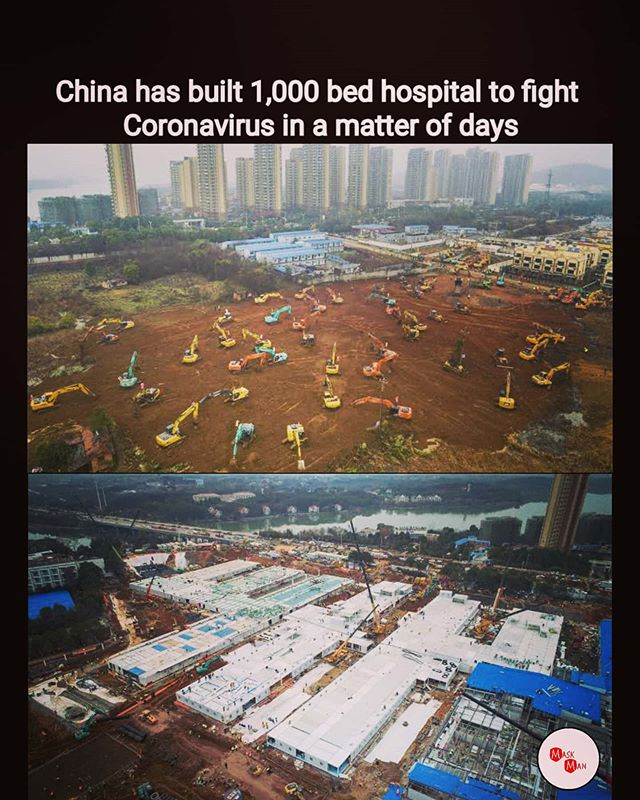 China has built 1,000 bed hospital to fight
Coronavirus in a matter of days
Mask
Man